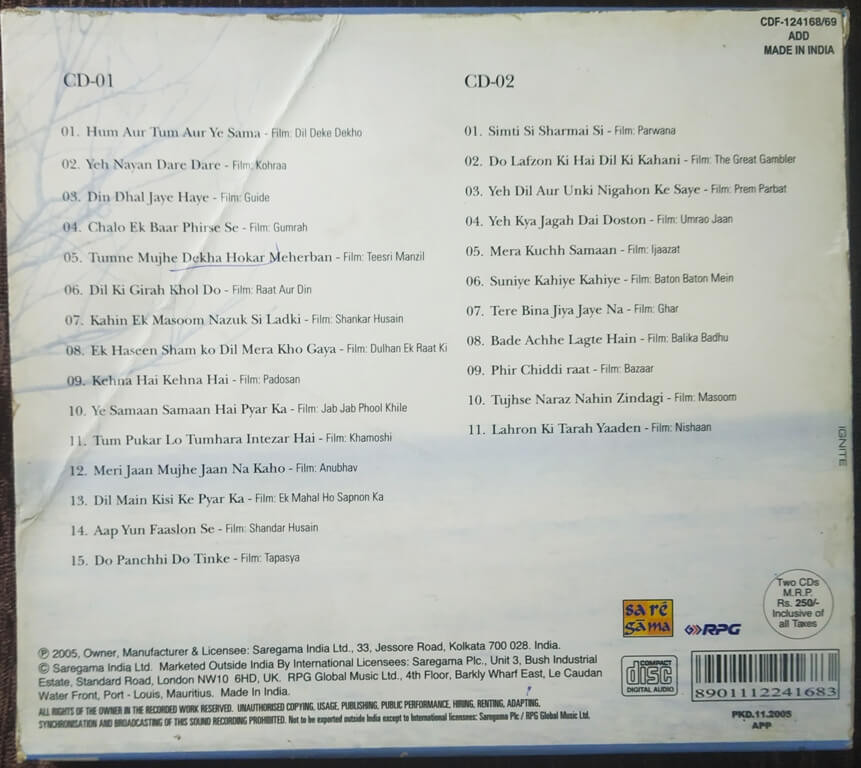 CDF-124168/69
ADD
MADE IN INDIA
CD-01
01. Hum Aur Tum Aur Ye Sama - Film: Dil Deke Dekho
02. Yeh Nayan Dare Dare - Film: Kohraa
03. Din Dhal Jaye Haye - Film: Guide
04. Chalo Ek Baar Phirse Se - Film: Gumrah
05. Tumne Mujhe Dekha Hokar Meherban - Film: Teesri Manzil
06. Dil Ki Girah Khol Do - Film: Raat Aur Din
07. Kahin Ek Masoom Nazuk Si Ladki - Film: Shankar Husain
08. Ek Haseen Sham ko Dil Mera Kho Gaya - Film: Dulhan Ek Raat Ki
09. Kehna Hai Kehna Hai - Film: Padosan
10. Ye Samaan Samaan Hai Pyar Ka - Film: Jab Jab Phool Khile
11. Tum Pukar Lo Tumhara Intezar Hai - Film: Khamoshi
12. Meri Jaan Mujhe Jaan Na Kaho - Film: Anubhav
13. Dil Main Kisi Ke Pyar Ka - Film: Ek Mahal Ho Sapnon Ka
14. Aap Yun Faaslon Se - Film: Shandar Husain
15. Do Panchhi Do Tinke - Film: Tapasya
CD-02
01. Simti Si Sharmai Si - Film: Parwana
02. Do Lafzon Ki Hai Dil Ki Kahani - Film: The Great Gambler
03. Yeh Dil Aur Unki Nigahon Ke Saye - Film: Prem Parbat
04. Yeh Kya Jagah Dai Doston - Film: Umrao Jaan
05. Mera Kuchh Samaan - Film: Ijaazat
06. Suniye Kahiye Kahiye - Film: Baton Baton Mein
07. Tere Bina Jiya Jaye Na - Film: Ghar
08. Bade Achhe Lagte Hain - Film: Balika Badhu
09. Phir Chiddi raat - Film: Bazaar
10. Tujhse Naraz Nahin Zindagi - Film: Masoom
11. Lahron Ki Tarah Yaaden - Film: Nishaan
IGNITE
Two CDs
M.R.P.
Rs. 250/-
Inclusive of
all Taxes
sa rē
gāma
RPG
℗ 2005, Owner, Manufacturer & Licensee: Saregama India Ltd., 33, Jessore Road, Kolkata 700 028. India.
© Saregama India Ltd. Marketed Outside India By International Licensees: Saregama Plc., Unit 3, Bush Industrial
Estate, Standard Road, London NW10 6HD, UK. RPG Global Music Ltd., 4th Floor, Barkly Wharf East, Le Caudan
Water Front, Port - Louis, Mauritius. Made In India.
ALL RIGHTS OF THE OWNER IN THE RECORDED WORK RESERVED. UNAUTHORISED COPYING, USAGE, PUBLISHING, PUBLIC PERFORMANCE, HIRING, RENTING, ADAPTING,
SYNCHRONISATION AND BROADCASTING OF THIS SOUND RECORDING PROHIBITED. Not to be exported outside India except to International licensees: Saregama Plc / RPG Global Music Ltd.
COMPACT
disc
DIGITAL AUDIO
8901112241683
PKD.11.2005
APP